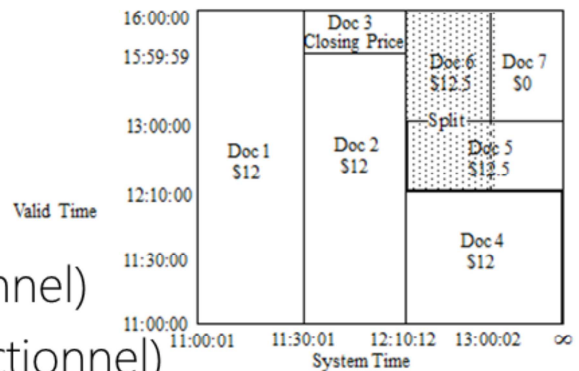 16:00:00
15:59:59
13:00:00
12:10:00
11:30:00
11:00:00
Valid Time
Doc 1
$12
Doc 3
Closing Price
Doc 2
$12
Doc 6
$12.5
Doc 7
$0
Split
Doc 5
$12.5
Doc 4
$12
11:00:01 11:30:01 12:10:12 13:00:02 ∞
System Time
nnel)
ctionnel)